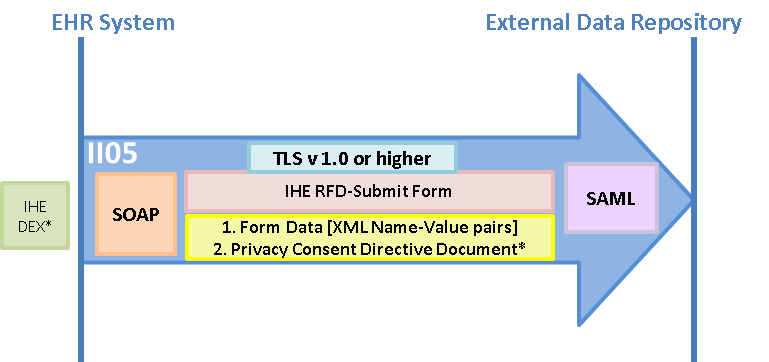 EHR System
External Data Repository
II05
TLS v 1.0 or higher
IHE
DEX*
SOAP
IHE RFD-Submit Form
1. Form Data [XML Name-Value pairs]
2. Privacy Consent Directive Document*
SAML